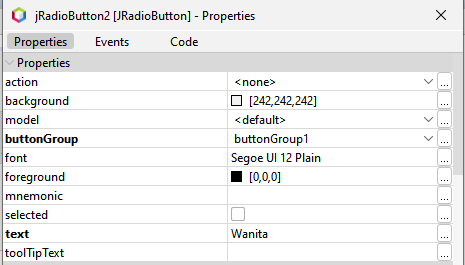 jRadioButton2 [JRadioButton] - Properties
Properties Events Code
Properties
action <none> ...
background [242,242,242] ...
model <default> ...
buttonGroup buttonGroup1 ...
font Segoe UI 12 Plain ...
foreground [0,0,0] ...
mnemonic ...
selected ...
text Wanita ...
toolTipText ...